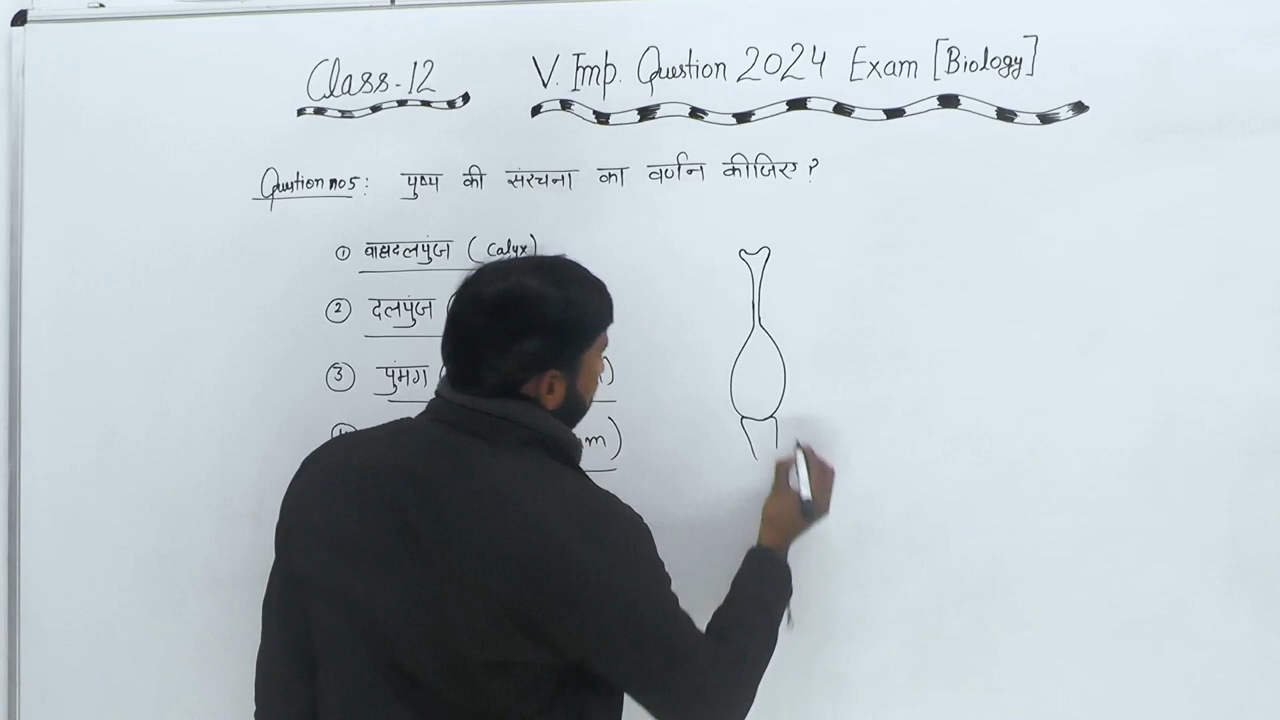 Class-12 V. Imp. Question 2024 Exam [Biology]
Question no 5: पुष्प की संरचना का वर्णन कीजिए ?
① बाह्यदलपुंज ( Calyx)
② दलपुंज (
③ पुमंग ( )
④ m)